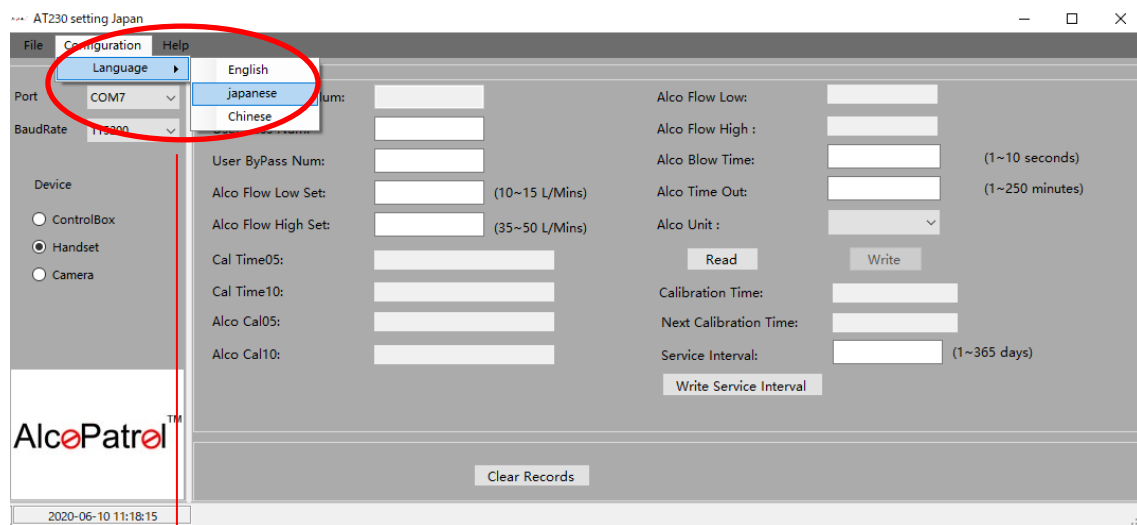 AT230 setting Japan
File Configuration Help
Language
English
japanese
Chinese
Port COM7
BaudRate 115200
Device
ControlBox
Handset
Camera
User ByPass Num:
Alco Flow Low Set: (10~15 L/Mins)
Alco Flow High Set: (35~50 L/Mins)
Cal Time05:
Cal Time10:
Alco Cal05:
Alco Cal10:
Alco Flow Low:
Alco Flow High :
Alco Blow Time: (1~10 seconds)
Alco Time Out: (1~250 minutes)
Alco Unit :
Read Write
Calibration Time:
Next Calibration Time:
Service Interval: (1~365 days)
Write Service Interval
AlcoPatrol™
Clear Records
2020-06-10 11:18:15